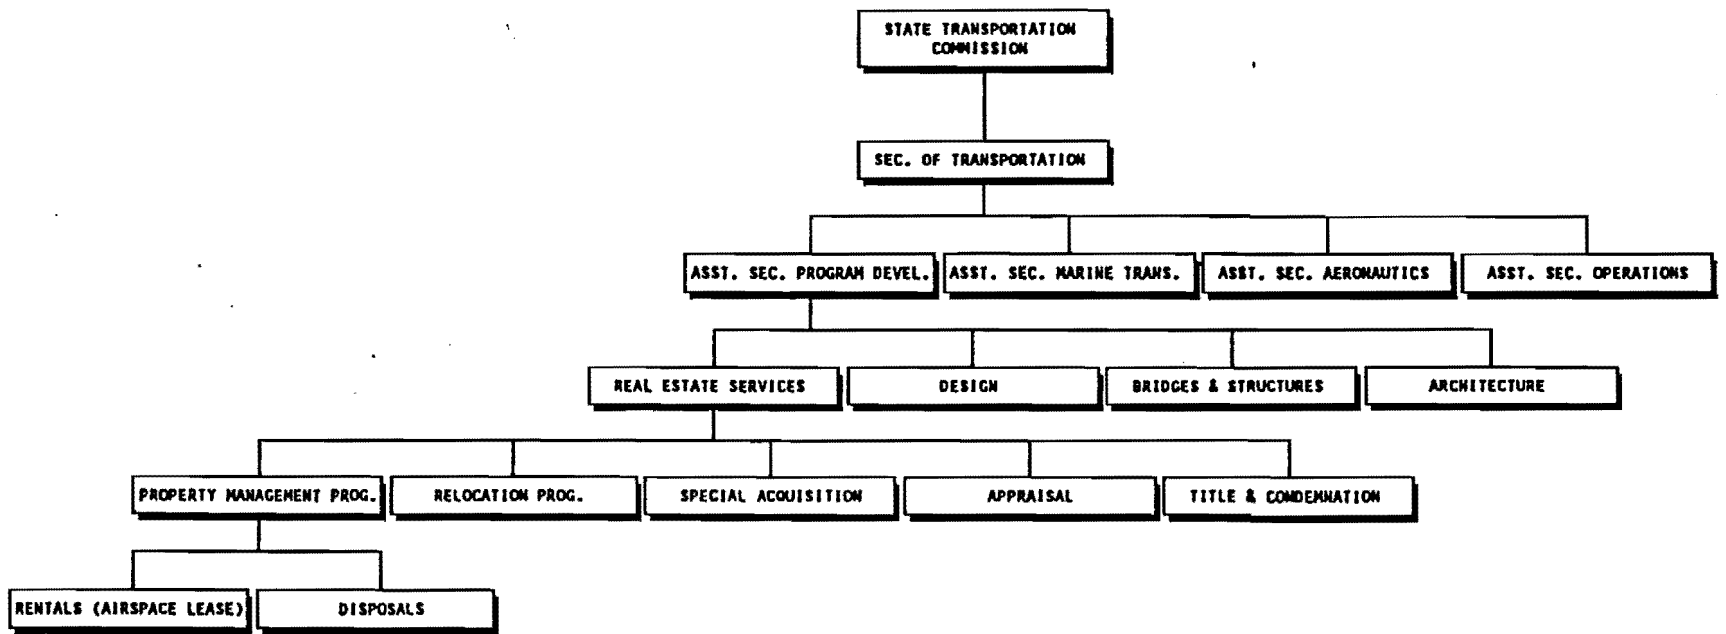 STATE TRANSPORTATION
COMMISSION
SEC. OF TRANSPORTATION
ASST. SEC. PROGRAM DEVEL.
ASST. SEC. MARINE TRANS.
ASST. SEC. AERONAUTICS
ASST. SEC. OPERATIONS
REAL ESTATE SERVICES
DESIGN
BRIDGES & STRUCTURES
ARCHITECTURE
PROPERTY MANAGEMENT PROG.
RELOCATION PROG.
SPECIAL ACQUISITION
APPRAISAL
TITLE & CONDEMNATION
RENTALS (AIRSPACE LEASE)
DISPOSALS